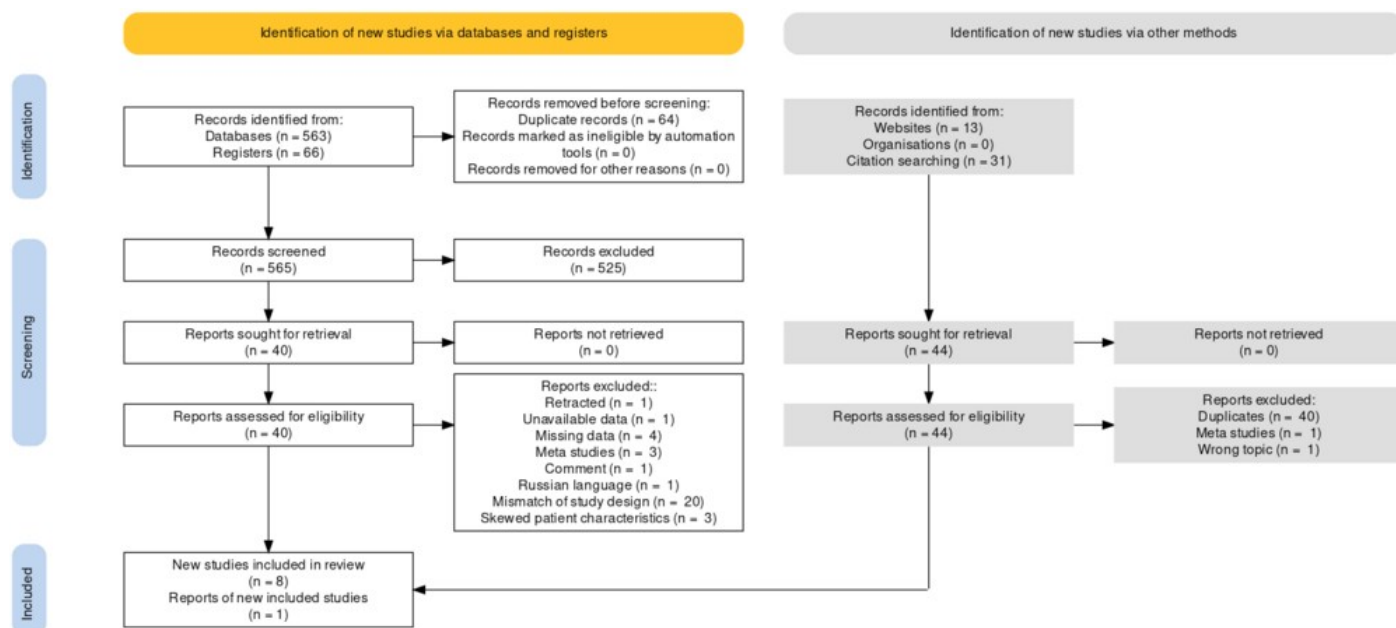 Identification of new studies via databases and registers
Identification of new studies via other methods
Identification
Records identified from:
Databases (n = 563)
Registers (n = 66)
Records removed before screening:
Duplicate records (n = 64)
Records marked as ineligible by automation
tools (n = 0)
Records removed for other reasons (n = 0)
Records identified from:
Websites (n = 13)
Organisations (n = 0)
Citation searching (n = 31)
Screening
Records screened
(n = 565)
Records excluded
(n = 525)
Reports sought for retrieval
(n = 40)
Reports not retrieved
(n = 0)
Reports sought for retrieval
(n = 44)
Reports not retrieved
(n = 0)
Reports assessed for eligibility
(n = 40)
Reports excluded::
Retracted (n = 1)
Unavailable data (n = 1)
Missing data (n = 4)
Meta studies (n = 3)
Comment (n = 1)
Russian language (n = 1)
Mismatch of study design (n = 20)
Skewed patient characteristics (n = 3)
Reports assessed for eligibility
(n = 44)
Reports excluded:
Duplicates (n = 40)
Meta studies (n = 1)
Wrong topic (n = 1)
Included
New studies included in review
(n = 8)
Reports of new included studies
(n = 1)